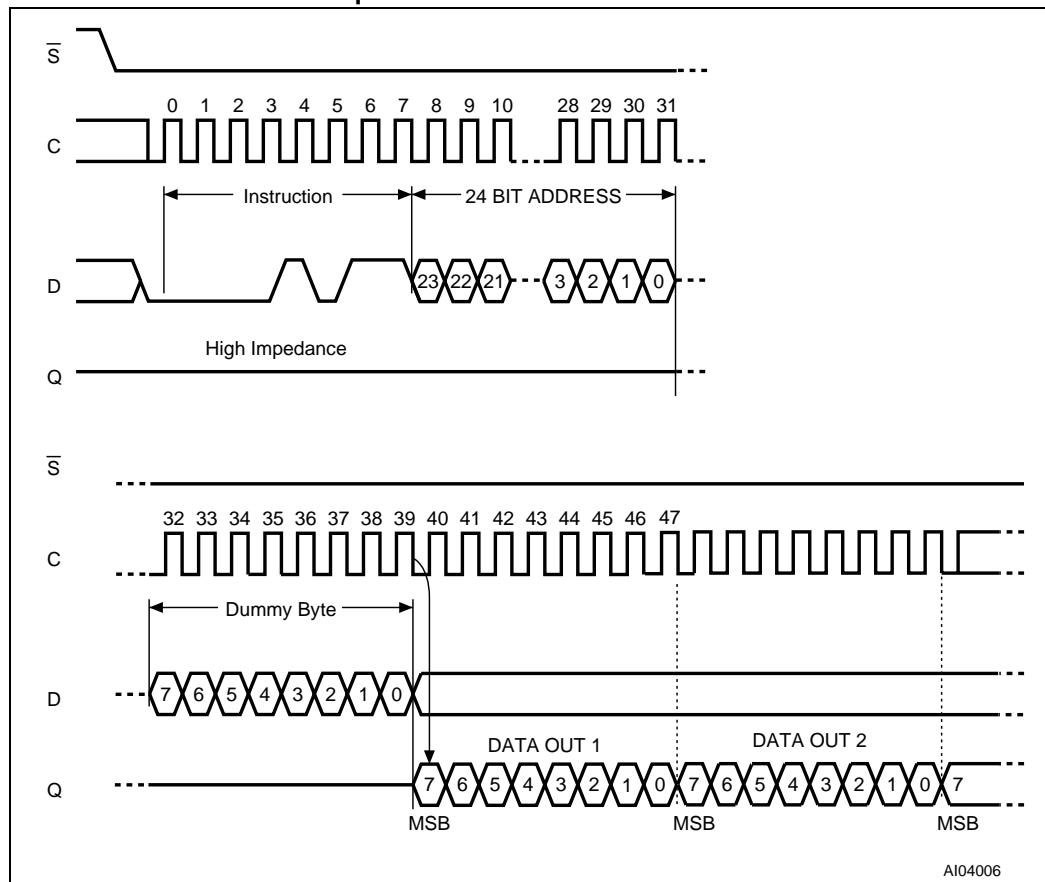 S
0 1 2 3 4 5 6 7 8 9 10 28 29 30 31
C
Instruction 24 BIT ADDRESS
D 23 22 21 3 2 1 0
High Impedance
Q
S
32 33 34 35 36 37 38 39 40 41 42 43 44 45 46 47
C
Dummy Byte
D 7 6 5 4 3 2 1 0
DATA OUT 1 DATA OUT 2
Q 7 6 5 4 3 2 1 0 7 6 5 4 3 2 1 0 7
MSB MSB MSB
AI04006